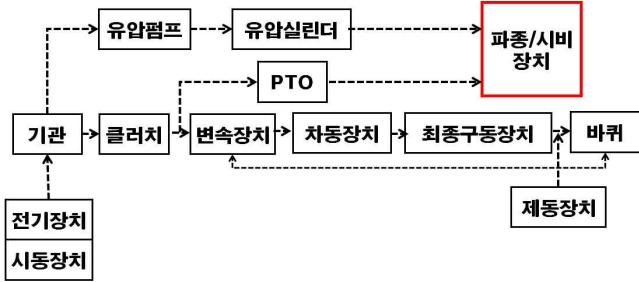 유압펌프
유압실린더
파종/시비
장치
PTO
기관
클러치
변속장치
차동장치
최종구동장치
바퀴
전기장치
시동장치
제동장치